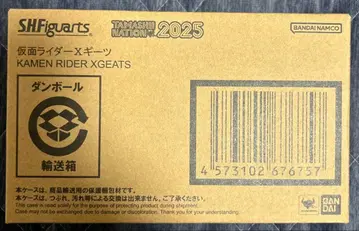 S.H.Figuarts
TAMASHII NATION 2025
BANDAI NAMCO
仮面ライダーXギーツ
KAMEN RIDER XGEATS
ダンボール
輸送箱
4 573102 676757
本ケースは、商品輸送用の保護梱包材です。
本ケースは、つぶれ、汚れ等による交換は出来ません。ご了承ください。
This case is used solely for the purpose of protecting product during shipment.
Case may not be exchanged due to damage or discoloration. Thank you for your understanding.
BAN
DAI